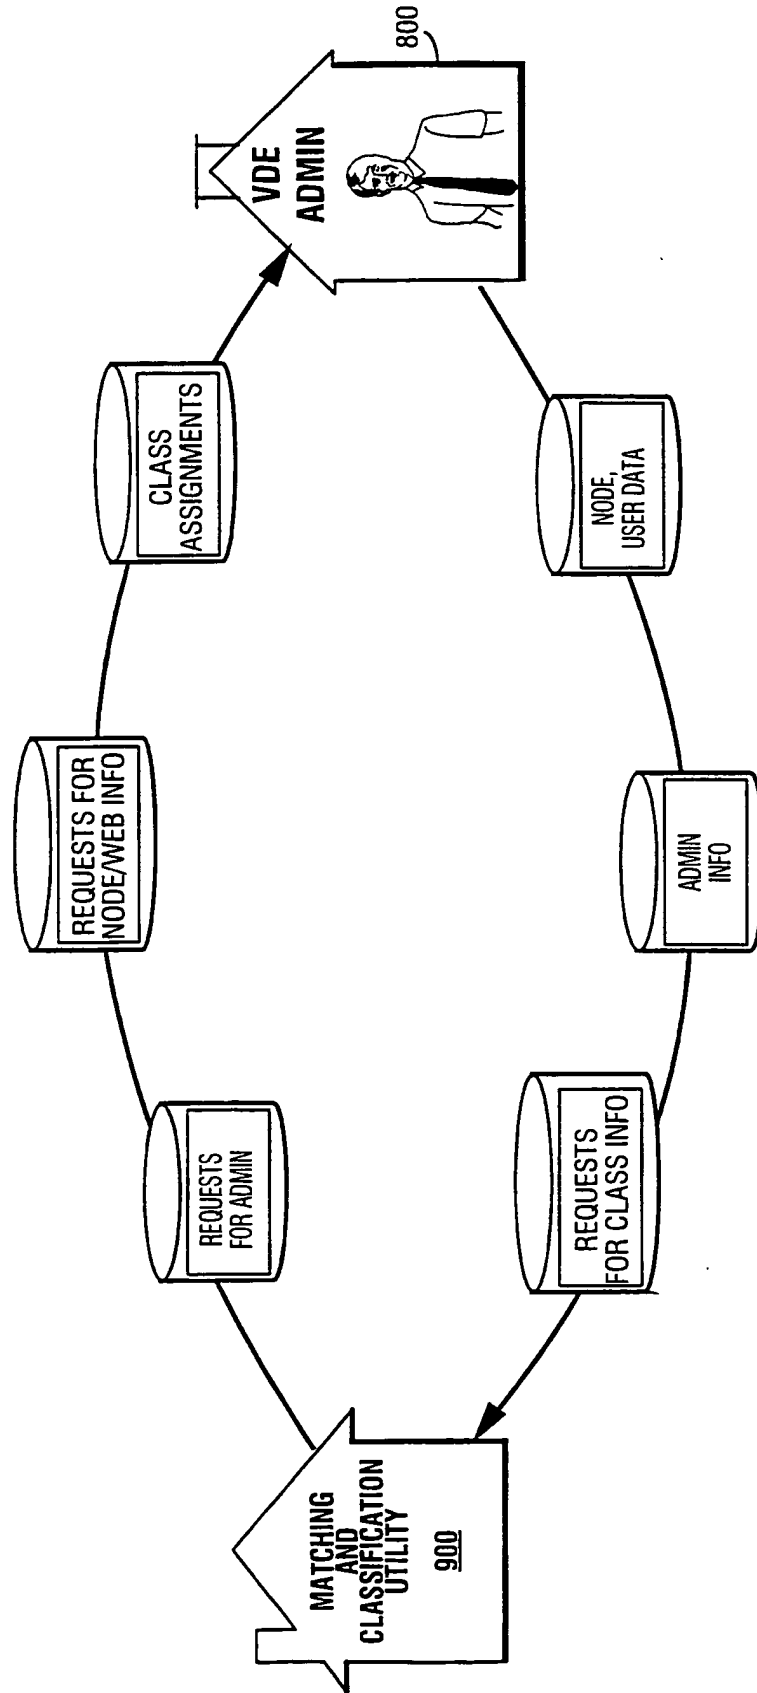 REQUESTS FOR
NODE/WEB INFO
REQUESTS
FOR ADMIN
CLASS
ASSIGNMENTS
MATCHING
AND
CLASSIFICATION
UTILITY
900
VDE
ADMIN
800
REQUESTS
FOR CLASS INFO
NODE,
USER DATA
ADMIN
INFO